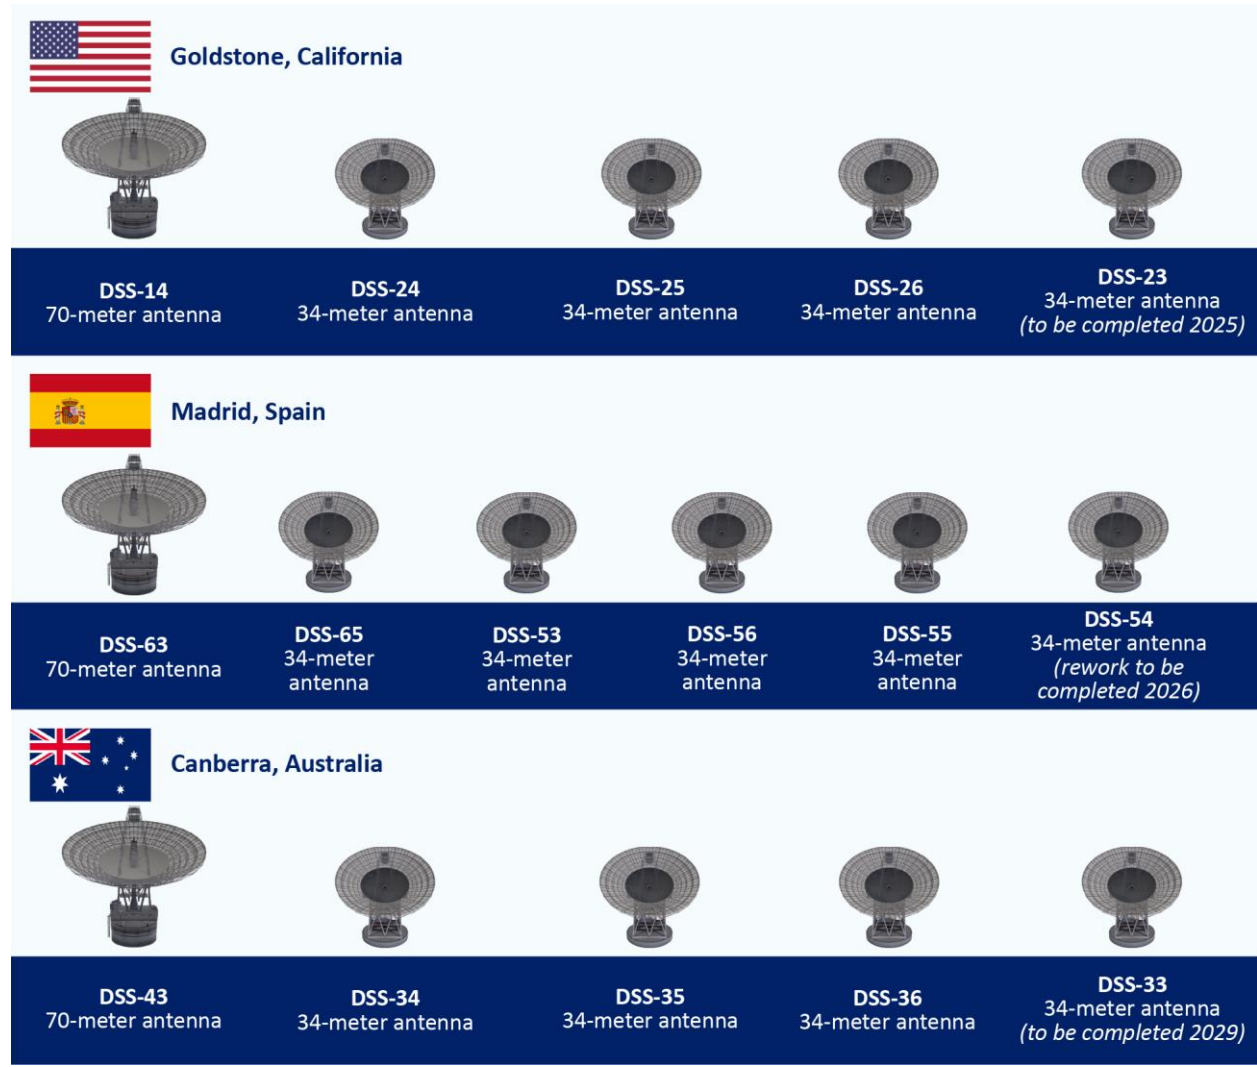 Goldstone, California
DSS-14
70-meter antenna
DSS-24
34-meter antenna
DSS-25
34-meter antenna
DSS-26
34-meter antenna
DSS-23
34-meter antenna
(to be completed 2025)
Madrid, Spain
DSS-63
70-meter antenna
DSS-65
34-meter
antenna
DSS-53
34-meter
antenna
DSS-56
34-meter
antenna
DSS-55
34-meter
antenna
DSS-54
34-meter antenna
(rework to be
completed 2026)
Canberra, Australia
DSS-43
70-meter antenna
DSS-34
34-meter antenna
DSS-35
34-meter antenna
DSS-36
34-meter antenna
DSS-33
34-meter antenna
(to be completed 2029)